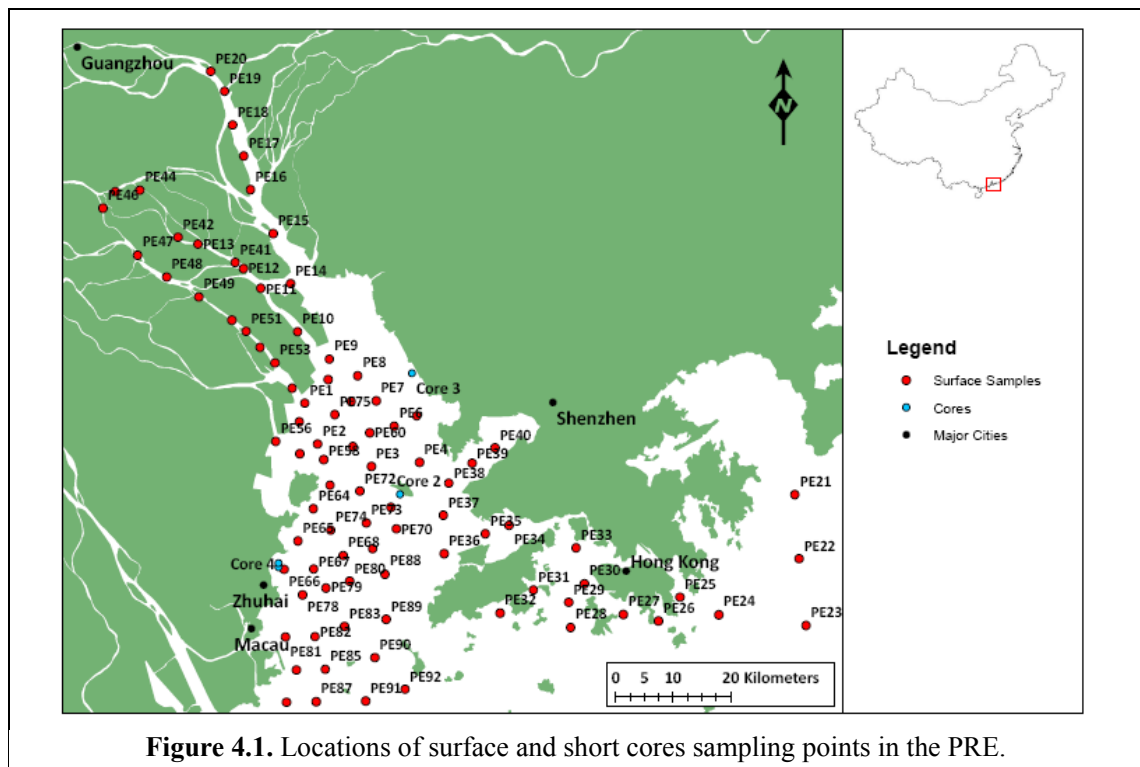 Guangzhou
PE20
PE19
PE18
PE17
PE16
PE44
PE46
PE15
PE42
PE13
PE47
PE41
PE12
PE48
PE14
PE11
PE49
PE51
PE10
PE53
PE9
PE8
PE1
PE7
Core 3
PE75
PE6
Shenzhen
PE56
PE2
PE60
PE40
PE58
PE3
PE4
PE39
PE38
PE72
Core 2
PE64
PE73
PE37
PE21
PE65
PE74
PE70
PE35
PE34
PE68
PE36
PE33
PE22
Core 4
PE67
PE88
Hong Kong
PE66
PE80
PE30
PE79
PE31
PE25
Zhuhai
PE78
PE29
PE32
PE83
PE89
PE28
PE27
PE26
PE24
PE23
Macau
PE82
PE81
PE85
PE90
PE87
PE91
PE92
0 5 10 20 Kilometers
N
Legend
Surface Samples
Cores
Major Cities
Figure 4.1. Locations of surface and short cores sampling points in the PRE.